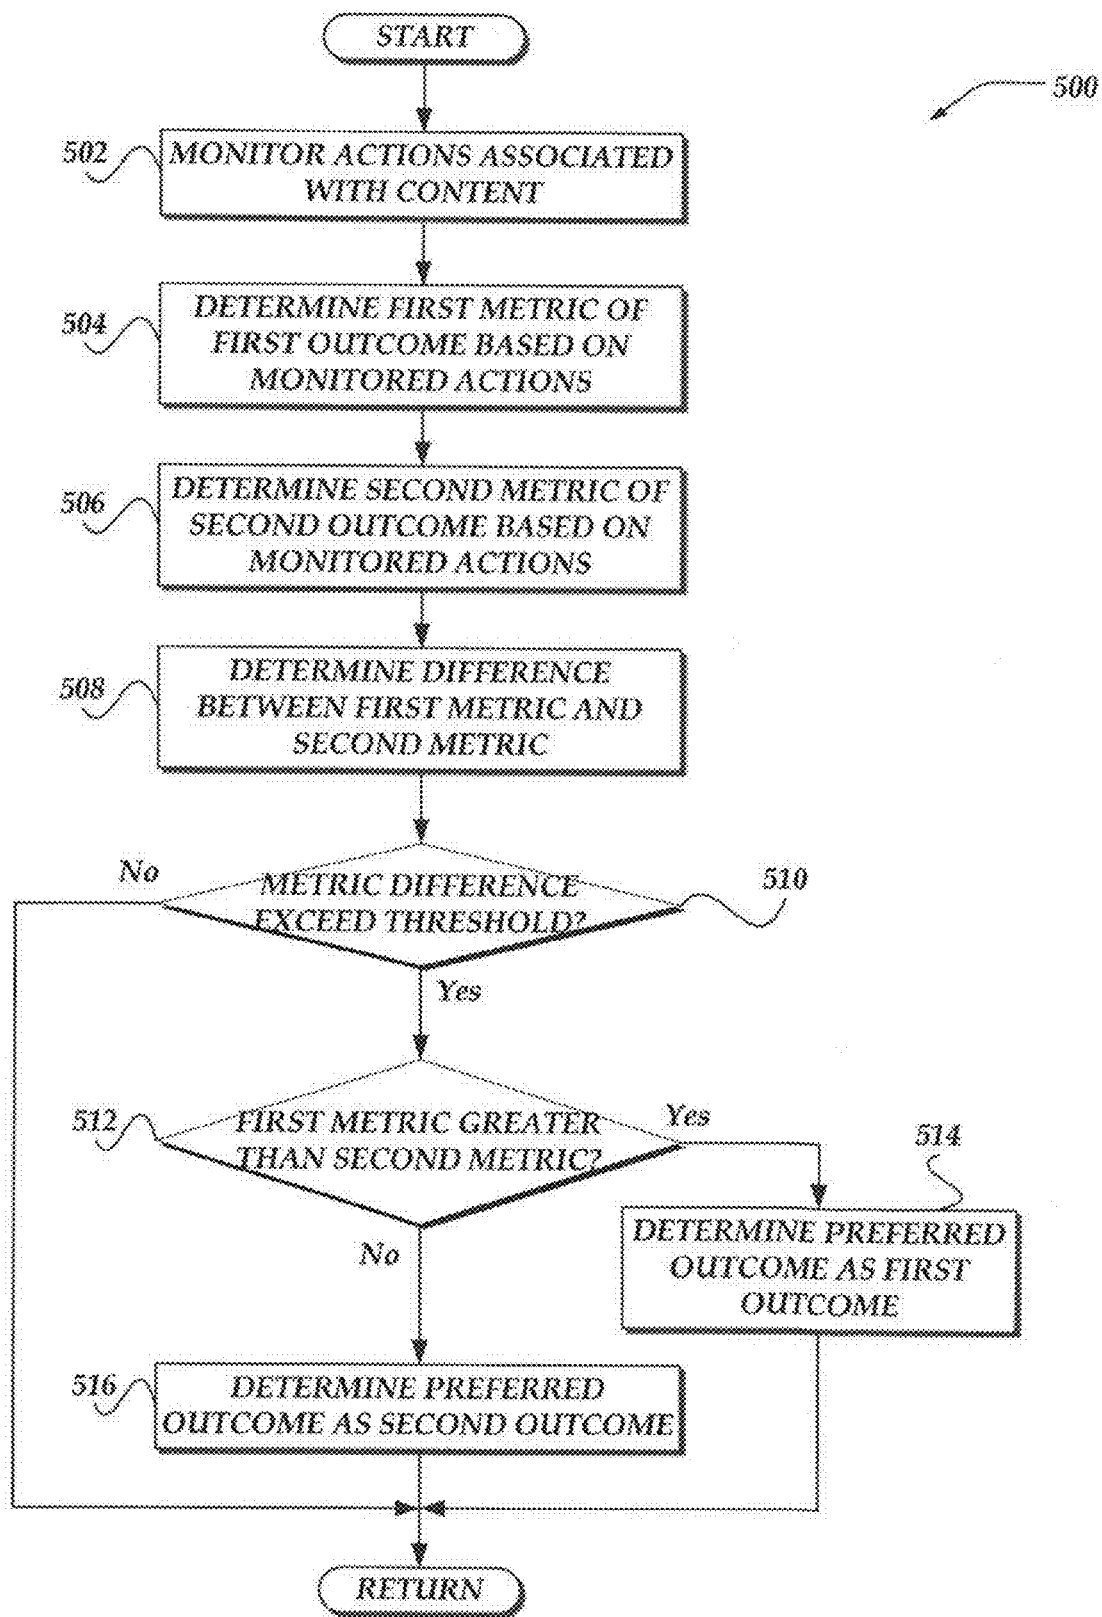 START
500
502
MONITOR ACTIONS ASSOCIATED
WITH CONTENT
504
DETERMINE FIRST METRIC OF
FIRST OUTCOME BASED ON
MONITORED ACTIONS
506
DETERMINE SECOND METRIC OF
SECOND OUTCOME BASED ON
MONITORED ACTIONS
508
DETERMINE DIFFERENCE
BETWEEN FIRST METRIC AND
SECOND METRIC
No
METRIC DIFFERENCE
EXCEED THRESHOLD?
510
Yes
512
FIRST METRIC GREATER
THAN SECOND METRIC?
Yes
514
No
DETERMINE PREFERRED
OUTCOME AS FIRST
OUTCOME
516
DETERMINE PREFERRED
OUTCOME AS SECOND OUTCOME
RETURN